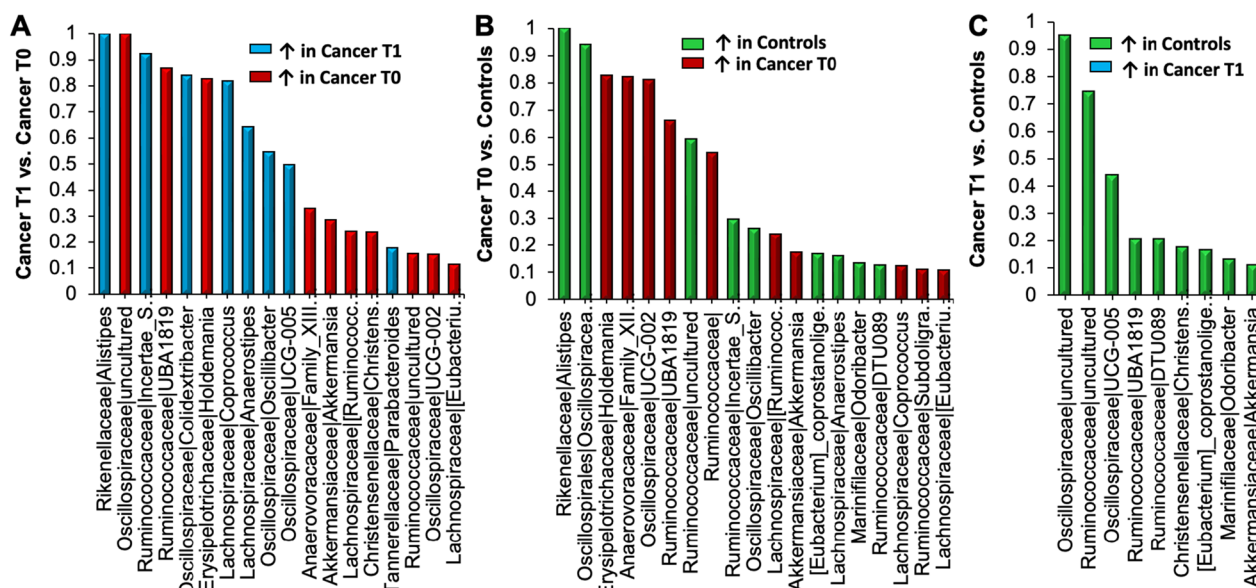 A
Cancer T1 vs. Cancer T0
1
0.9
0.8
0.7
0.6
0.5
0.4
0.3
0.2
0.1
0
↑ in Cancer T1
↑ in Cancer T0
Rikenellaceae|Alistipes
Oscillospiraceae|uncultured
Ruminococcaceae|Incertae_S..
Ruminococcaceae|UBA1819
Oscillospiraceae|Colidextribacter
Erysipelotrichaceae|Holdemania
Lachnospiraceae|Coprococcus
Lachnospiraceae|Anaerostipes
Oscillospiraceae|Oscillibacter
Oscillospiraceae|UCG-005
Anaerovoracaceae|Family_XIII..
Akkermansiaceae|Akkermansia
Lachnospiraceae|[Ruminococc..
Christensenellaceae|Christens..
Tannerellaceae|Parabacteroides
Ruminococcaceae|uncultured
Oscillospiraceae|UCG-002
Lachnospiraceae|[Eubacteriu..
B
Cancer T0 vs. Controls
1
0.9
0.8
0.7
0.6
0.5
0.4
0.3
0.2
0.1
0
↑ in Controls
↑ in Cancer T0
Rikenellaceae|Alistipes
Oscillospirales|Oscillospiracea..
Erysipelotrichaceae|Holdemania
Anaerovoracaceae|Family_XII..
Oscillospiraceae|UCG-002
Ruminococcaceae|UBA1819
Ruminococcaceae|uncultured
Ruminococcaceae|
Ruminococcaceae|Incertae_S..
Oscillospiraceae|Oscillibacter
Lachnospiraceae|[Ruminococ..
Akkermansiaceae|Akkermansia
[Eubacterium]_coprostanolige..
Lachnospiraceae|Anaerostipes
Marinifilaceae|Odoribacter
Ruminococcaceae|DTU089
Lachnospiraceae|Coprococcus
Ruminococcaceae|Subdoligra..
Lachnospiraceae|[Eubacteriu..
C
Cancer T1 vs. Controls
1
0.9
0.8
0.7
0.6
0.5
0.4
0.3
0.2
0.1
0
↑ in Controls
↑ in Cancer T1
Oscillospiraceae|uncultured
Ruminococcaceae|uncultured
Oscillospiraceae|UCG-005
Ruminococcaceae|UBA1819
Ruminococcaceae|DTU089
Christensenellaceae|Christens..
[Eubacterium]_coprostanolige..
Marinifilaceae|Odoribacter
Akkermansiaceae|Akkermansia